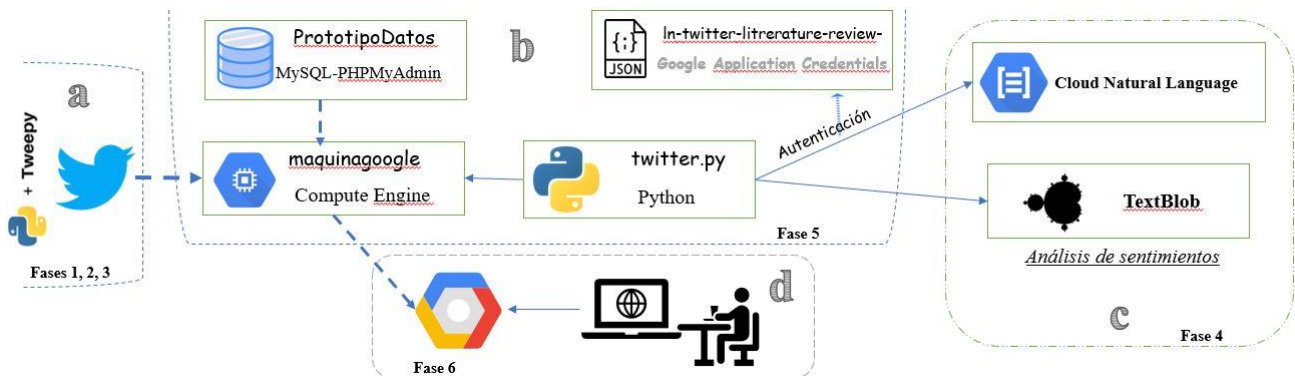 a
+ Tweepy
Fases 1, 2, 3
b
PrototipoDatos
MySQL-PHPMyAdmin
{:}
JSON
ln-twitter-litrerature-review-
Google Application Credentials
maquinagoogle
Compute Engine
twitter.py
Python
Autenticación
Fase 5
Cloud Natural Language
TextBlob
Análisis de sentimientos
c
Fase 4
d
Fase 6